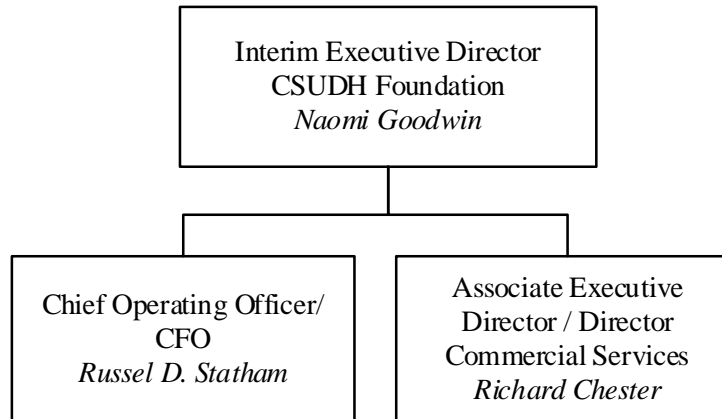 Interim Executive Director
CSUDH Foundation
Naomi Goodwin
Chief Operating Officer/
CFO
Russel D. Statham
Associate Executive
Director / Director
Commercial Services
Richard Chester